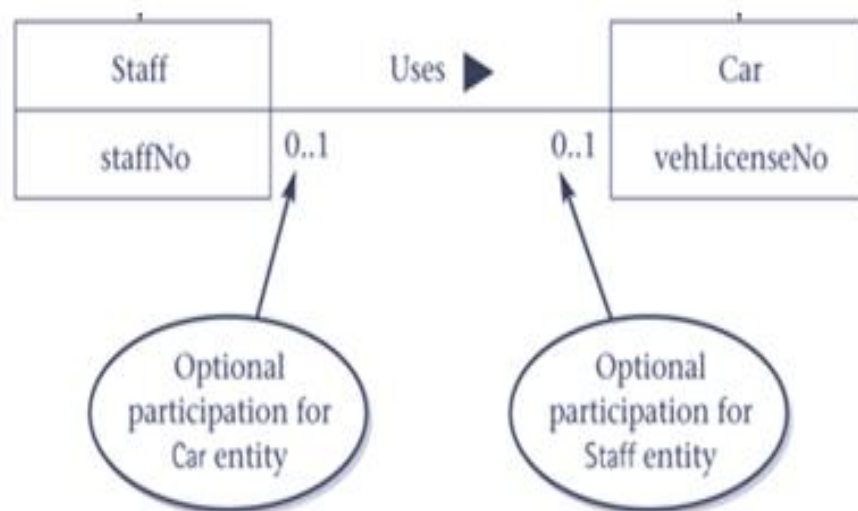 Staff
Uses
Car
staffNo
0..1
0..1
vehLicenseNo
Optional
participation for
Car entity
Optional
participation for
Staff entity